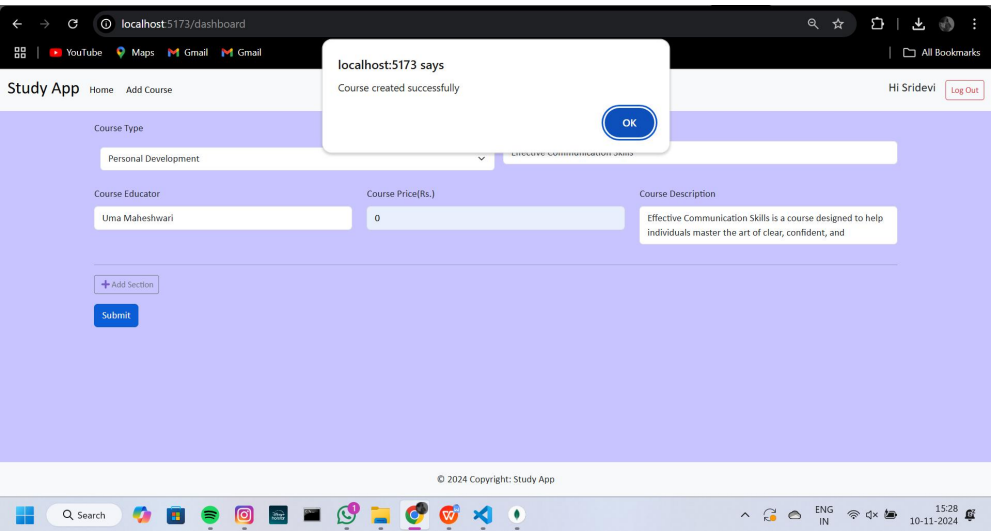 localhost:5173/dashboard
YouTube Maps Gmail Gmail All Bookmarks
localhost:5173 says
Course created successfully
OK
Study App Home Add Course Hi Sridevi Log Out
Course Type
Personal Development Effective Communication Skills
Course Educator Course Price(Rs.) Course Description
Uma Maheshwari 0 Effective Communication Skills is a course designed to help
individuals master the art of clear, confident, and
Add Section
Submit
© 2024 Copyright: Study App
Search ENG 15:28
IN 10-11-2024